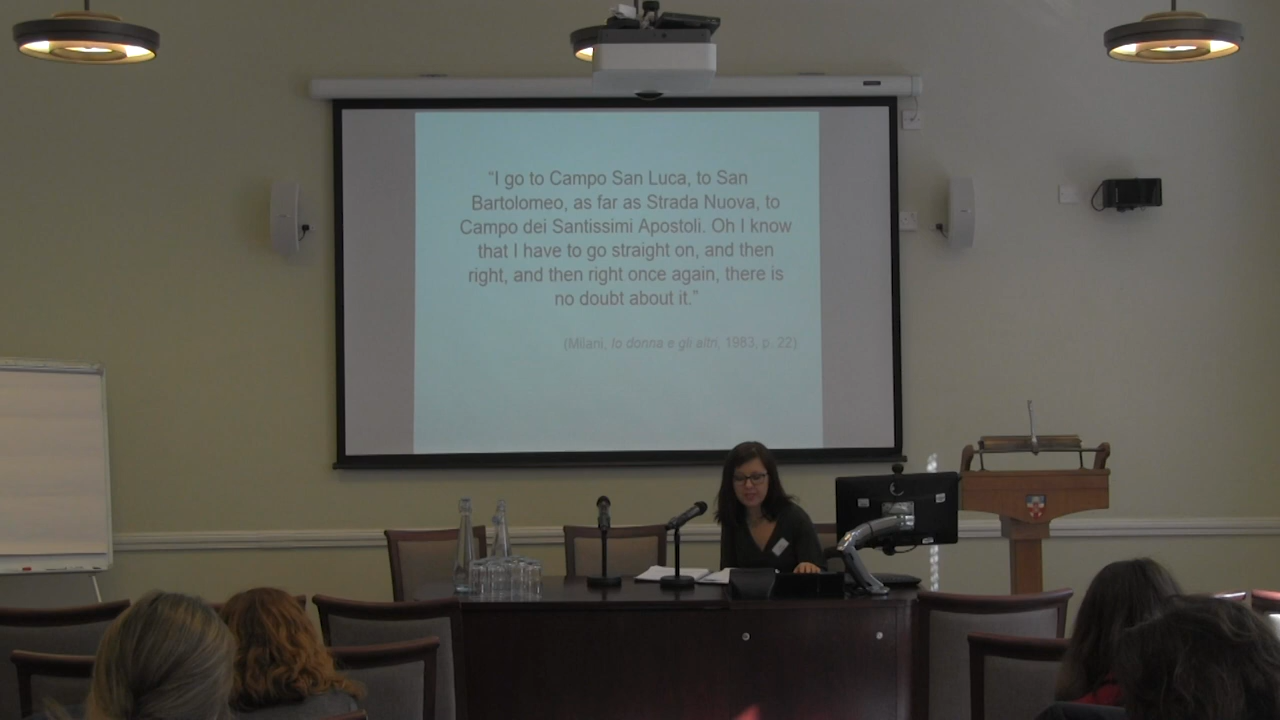 “I go to Campo San Luca, to San
Bartolomeo, as far as Strada Nuova, to
Campo dei Santissimi Apostoli. Oh I know
that I have to go straight on, and then
right, and then right once again, there is
no doubt about it.”
(Milani, Io donna e gli altri, 1983, p. 22)